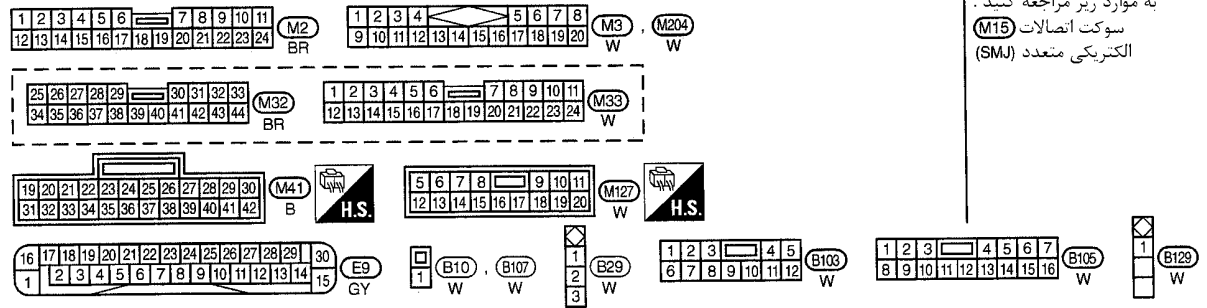 1 2 3 4 5 6 7 8 9 10 11
12 13 14 15 16 17 18 19 20 21 22 23 24
M2
BR
1 2 3 4 5 6 7 8
9 10 11 12 13 14 15 16 17 18 19 20
M3 , M204
W W
به موارد زیر مراجعه کنید :
سوکت اتصالات M15
الکتریکی متعدد (SMJ)
25 26 27 28 29 30 31 32 33
34 35 36 37 38 39 40 41 42 43 44
M32
BR
1 2 3 4 5 6 7 8 9 10 11
12 13 14 15 16 17 18 19 20 21 22 23 24
M33
W
19 20 21 22 23 24 25 26 27 28 29 30
31 32 33 34 35 36 37 38 39 40 41 42
M41
B
H.S.
5 6 7 8 9 10 11
12 13 14 15 16 17 18 19 20
M127
W
H.S.
16 17 18 19 20 21 22 23 24 25 26 27 28 29 30
1 2 3 4 5 6 7 8 9 10 11 12 13 14 15
E9
GY
1
B10 , B107
W W
1
2
3
B29
W
1 2 3 4 5
6 7 8 9 10 11 12
B103
W
1 2 3 4 5 6 7
8 9 10 11 12 13 14 15 16
B105
W
1
B129
W